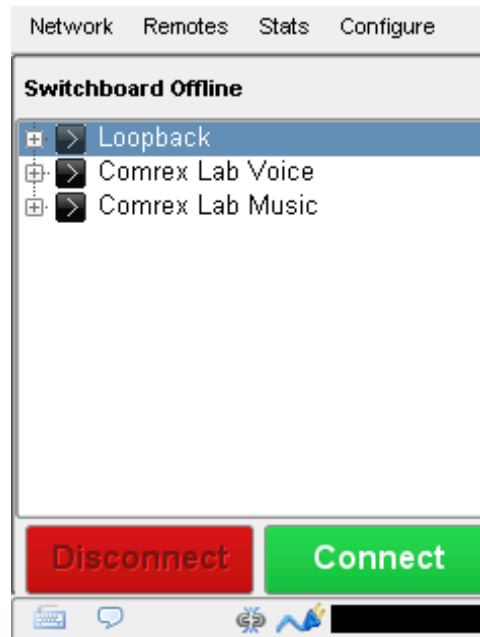 Network Remotes Stats Configure
Switchboard Offline
Loopback
Comrex Lab Voice
Comrex Lab Music
Disconnect Connect